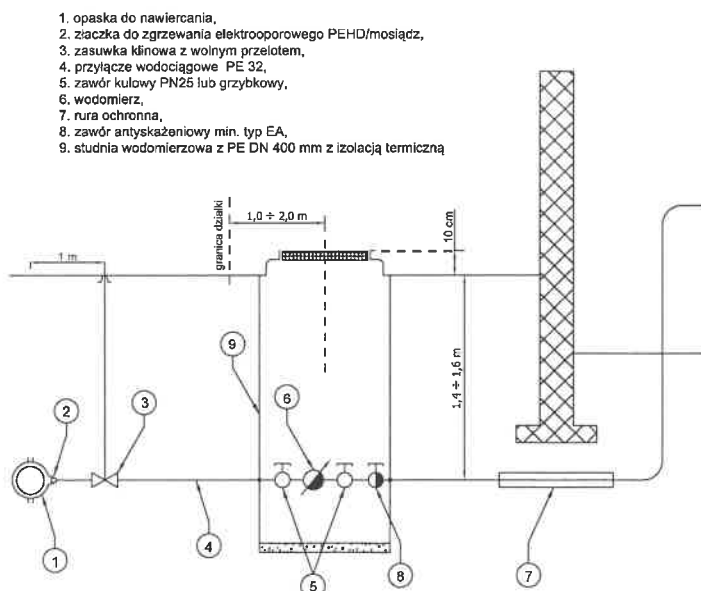 1. opaska do nawiercania,
2. złaczka do zgrzewania elektrooporowego PEHD/mosiądz,
3. zasuwka klinowa z wolnym przelotem,
4. przyłącze wodociągowe PE 32,
5. zawór kulowy PN25 lub grzybkowy,
6. wodomierz,
7. rura ochronna,
8. zawór antyskażeniowy min. typ EA,
9. studnia wodomierzowa z PE DN 400 mm z izolacją termiczną
granica działki
1,0 ÷ 2,0 m
10 cm
1 m
1,4 ÷ 1,6 m
9
2
3
6
1
4
5
8
7